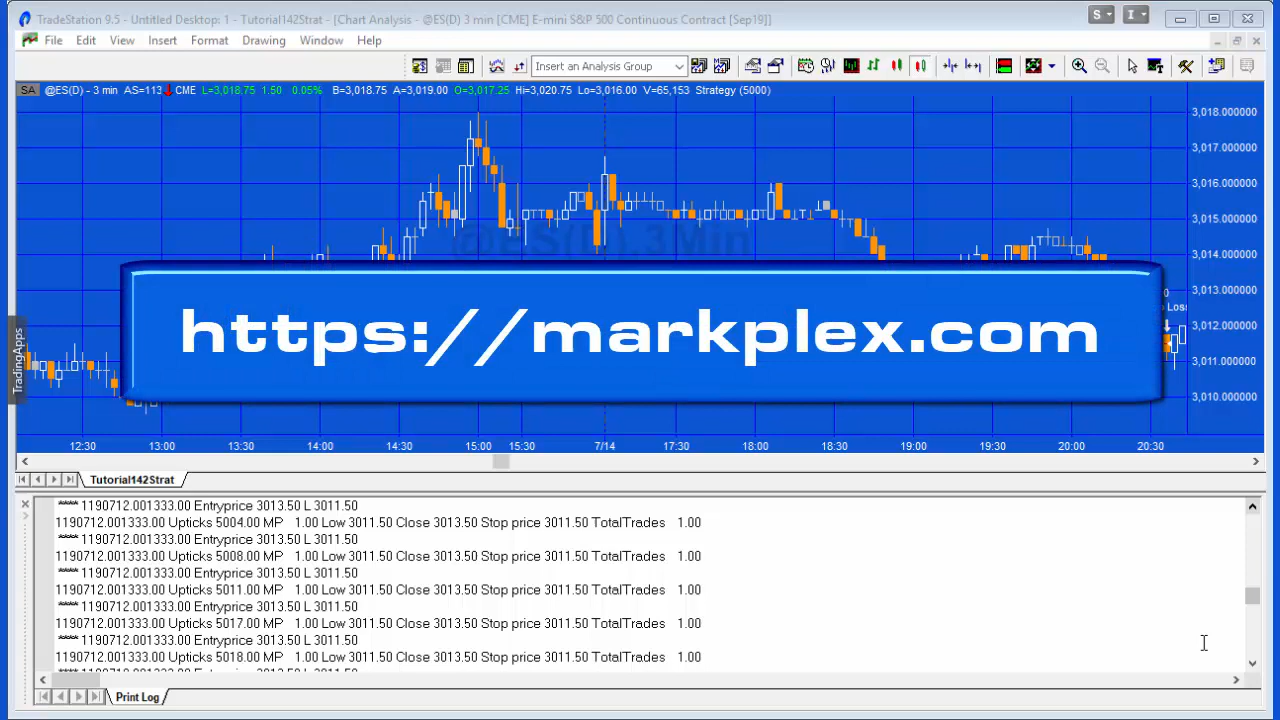 TradeStation 9.5 - Untitled Desktop: 1 - Tutorial142Strat - [Chart Analysis - @ES(D) 3 min [CME] E-mini S&P 500 Continuous Contract [Sep19]]
S I
File Edit View Insert Format Drawing Window Help
Insert an Analysis Group
SA @ES(D) - 3 min AS=113 CME L=3,018.75 1.50 0.05% B=3,018.75 A=3,019.00 O=3,017.25 Hi=3,020.75 Lo=3,016.00 V=65,153 Strategy (5000)
3,018.000000
3,017.000000
3,016.000000
3,015.000000
@ES(D),3 Min
3,014.000000
3,013.000000
0
Loss
3,012.000000
3,011.000000
3,010.000000
https://markplex.com
TradingApps
12:30 13:00 13:30 14:00 14:30 15:00 15:30 7/14 17:30 18:00 18:30 19:00 19:30 20:00 20:30
Tutorial142Strat
**** 1190712.001333.00 Entryprice 3013.50 L 3011.50
1190712.001333.00 Upticks 5004.00 MP 1.00 Low 3011.50 Close 3013.50 Stop price 3011.50 TotalTrades 1.00
**** 1190712.001333.00 Entryprice 3013.50 L 3011.50
1190712.001333.00 Upticks 5008.00 MP 1.00 Low 3011.50 Close 3013.50 Stop price 3011.50 TotalTrades 1.00
**** 1190712.001333.00 Entryprice 3013.50 L 3011.50
1190712.001333.00 Upticks 5011.00 MP 1.00 Low 3011.50 Close 3013.50 Stop price 3011.50 TotalTrades 1.00
**** 1190712.001333.00 Entryprice 3013.50 L 3011.50
1190712.001333.00 Upticks 5017.00 MP 1.00 Low 3011.50 Close 3013.50 Stop price 3011.50 TotalTrades 1.00
**** 1190712.001333.00 Entryprice 3013.50 L 3011.50
1190712.001333.00 Upticks 5018.00 MP 1.00 Low 3011.50 Close 3013.50 Stop price 3011.50 TotalTrades 1.00
Print Log